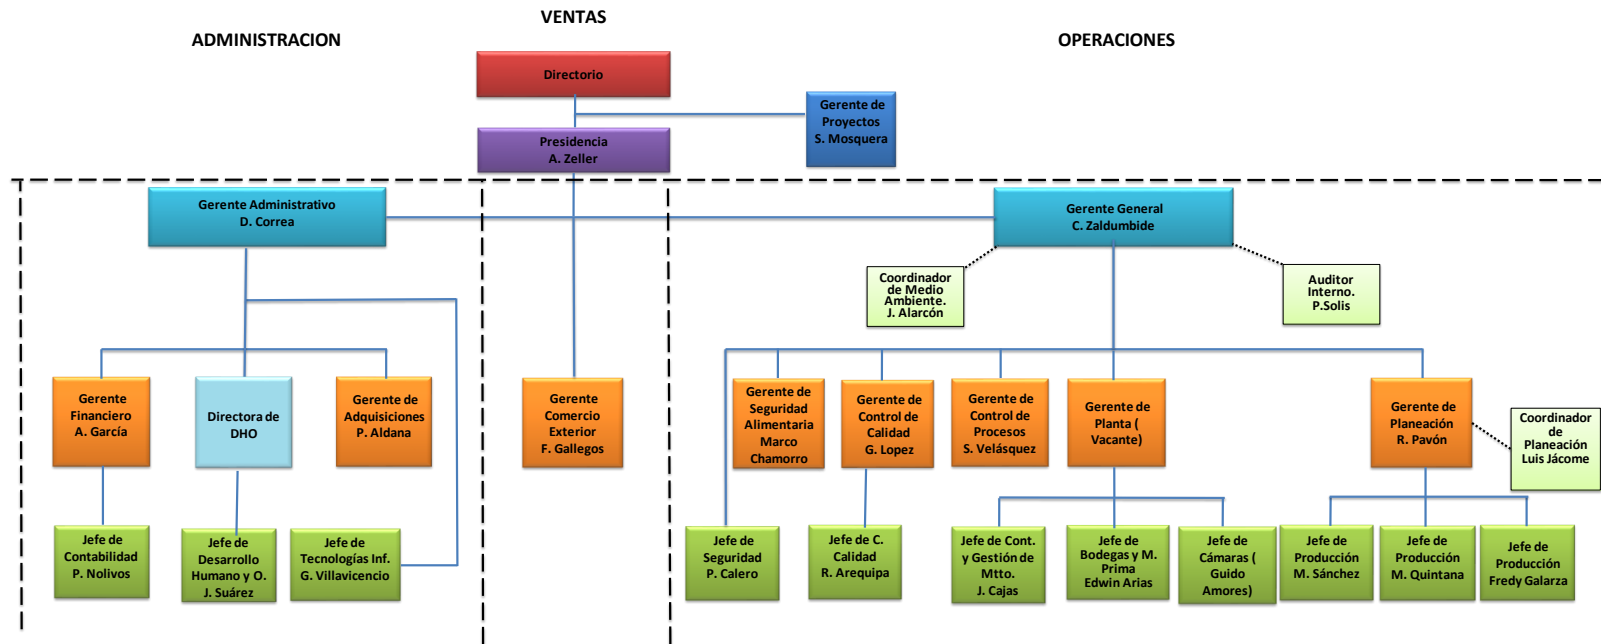 VENTAS
ADMINISTRACION
OPERACIONES
Directorio
Gerente de
Proyectos
S. Mosquera
Presidencia
A. Zeller
Gerente Administrativo
D. Correa
Gerente General
C. Zaldumbide
Coordinador
de Medio
Ambiente.
J. Alarcón
Auditor
Interno.
P.Solis
Gerente
Financiero
A. García
Directora de
DHO
Gerente de
Adquisiciones
P. Aldana
Gerente
Comercio
Exterior
F. Gallegos
Gerente de
Seguridad
Alimentaria
Marco
Chamorro
Gerente de
Control de
Calidad
G. Lopez
Gerente de
Control de
Procesos
S. Velásquez
Gerente de
Planta (
Vacante)
Gerente de
Planeación
R. Pavón
Coordinador
de
Planeación
Luis Jácome
Jefe de
Contabilidad
P. Nolivos
Jefe de
Desarrollo
Humano y O.
J. Suárez
Jefe de
Tecnologías Inf.
G. Villavicencio
Jefe de
Seguridad
P. Calero
Jefe de C.
Calidad
R. Arequipa
Jefe de Cont.
y Gestión de
Mtto.
J. Cajas
Jefe de
Bodegas y M.
Prima
Edwin Arias
Jefe de
Cámaras (
Guido
Amores)
Jefe de
Producción
M. Sánchez
Jefe de
Producción
M. Quintana
Jefe de
Producción
Fredy Galarza